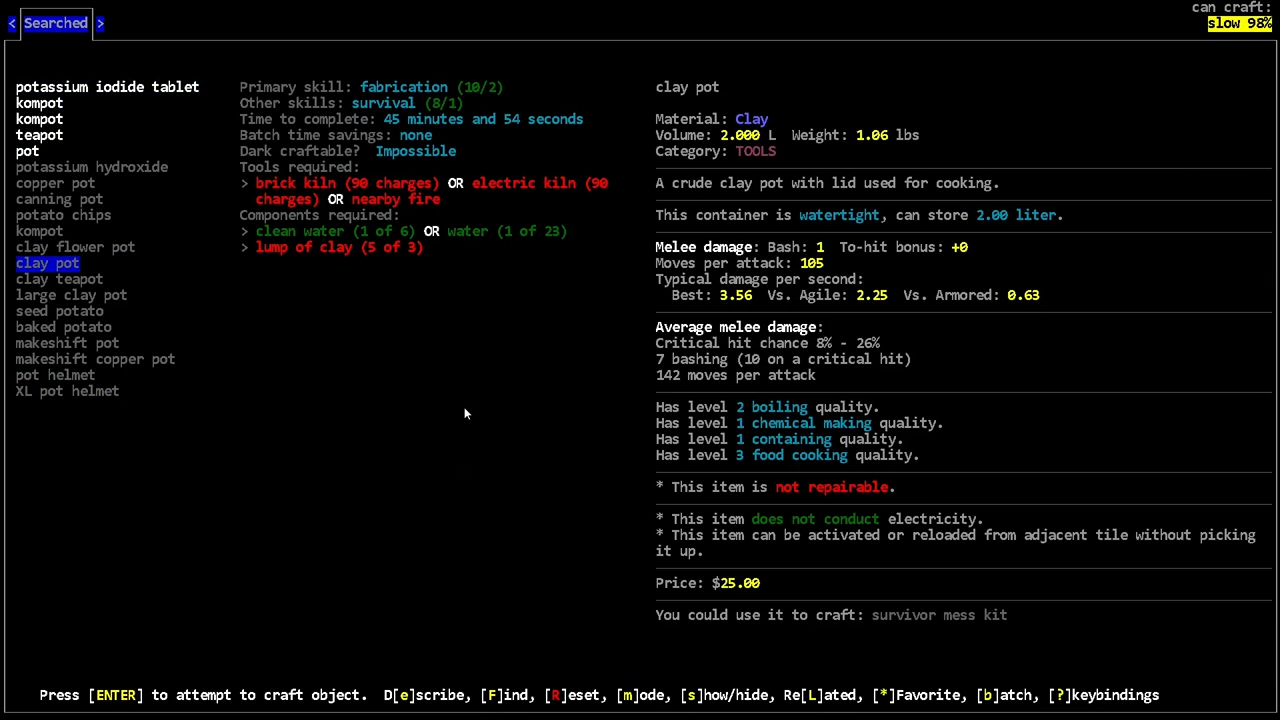 can craft:
< Searched >
slow 98%
potassium iodide tablet
kompot
kompot
teapot
pot
potassium hydroxide
copper pot
canning pot
potato chips
kompot
clay flower pot
clay pot
clay teapot
large clay pot
seed potato
baked potato
makeshift pot
makeshift copper pot
pot helmet
XL pot helmet
Primary skill: fabrication (10/2)
Other skills: survival (8/1)
Time to complete: 45 minutes and 54 seconds
Batch time savings: none
Dark craftable? Impossible
Tools required:
> brick kiln (90 charges) OR electric kiln (90
charges) OR nearby fire
Components required:
> clean water (1 of 6) OR water (1 of 23)
> lump of clay (5 of 3)
clay pot
Material: Clay
Volume: 2.000 L Weight: 1.06 lbs
Category: TOOLS
A crude clay pot with lid used for cooking.
This container is watertight, can store 2.00 liter.
Melee damage: Bash: 1 To-hit bonus: +0
Moves per attack: 105
Typical damage per second:
Best: 3.56 Vs. Agile: 2.25 Vs. Armored: 0.63
Average melee damage:
Critical hit chance 8% - 26%
7 bashing (10 on a critical hit)
142 moves per attack
Has level 2 boiling quality.
Has level 1 chemical making quality.
Has level 1 containing quality.
Has level 3 food cooking quality.
* This item is not repairable.
* This item does not conduct electricity.
* This item can be activated or reloaded from adjacent tile without picking
it up.
Price: $25.00
You could use it to craft: survivor mess kit
Press [ENTER] to attempt to craft object. D[e]scribe, [F]ind, [R]eset, [m]ode, [s]how/hide, Re[L]ated, [*]Favorite, [b]atch, [?]keybindings